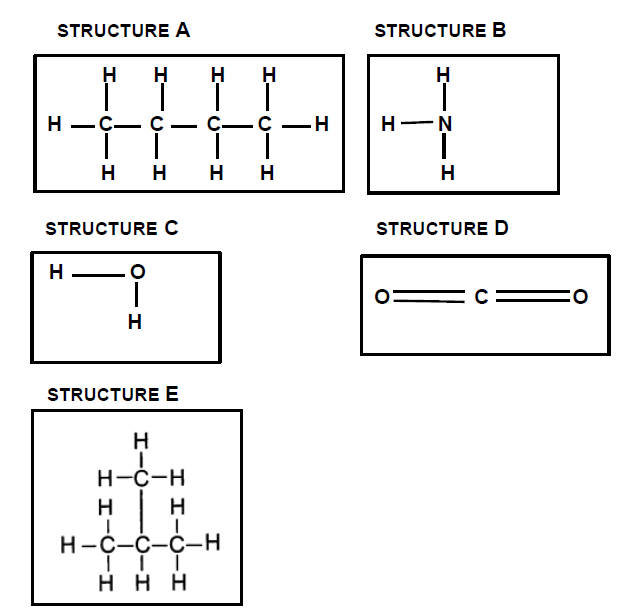 STRUCTURE A
H H H H
H C C C C H
H H H H
STRUCTURE B
H
H N
H
STRUCTURE C
H O
H
STRUCTURE D
O C O
STRUCTURE E
H
H-C-H
H H
H-C-C-C-H
H H H